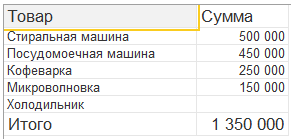 Товар Сумма
Стиральная машина 500 000
Посудомоечная машина 450 000
Кофеварка 250 000
Микроволновка 150 000
Холодильник
Итого 1 350 000